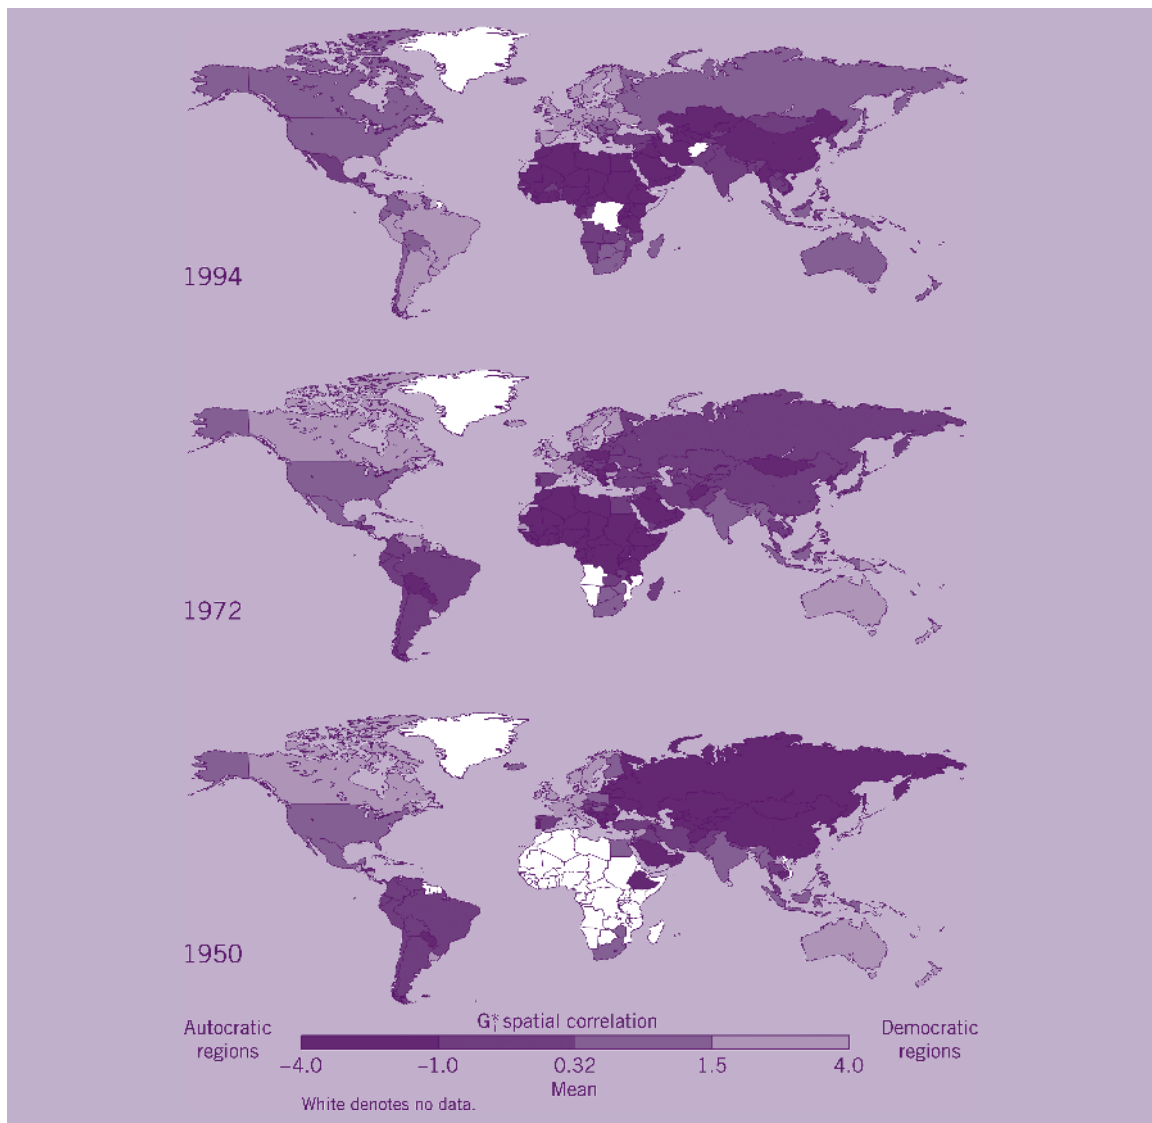 1994
1972
1950
G*i spatial correlation
Autocratic
regions
Democratic
regions
−4.0 −1.0 0.32 1.5 4.0
Mean
White denotes no data.